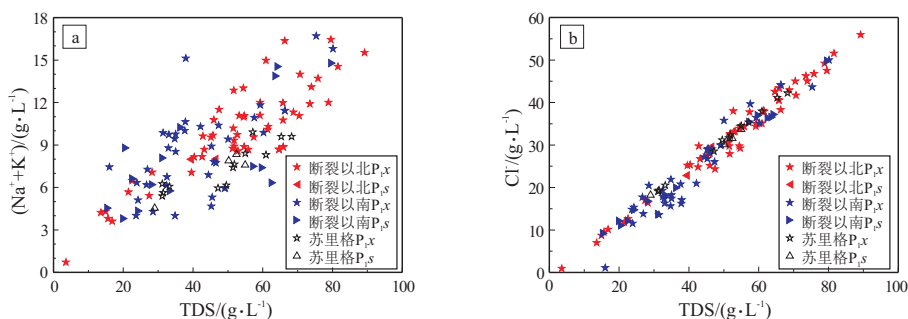 a
(Na⁺+K⁺)/(g·L⁻¹)
18
15
12
9
6
3
0
0 20 40 60 80 100
TDS/(g·L⁻¹)
断裂以北P₁x
断裂以北P₁s
断裂以南P₁x
断裂以南P₁s
苏里格P₁x
苏里格P₁s
b
Cl⁻/(g·L⁻¹)
60
50
40
30
20
10
0
0 20 40 60 80 100
TDS/(g·L⁻¹)
断裂以北P₁x
断裂以北P₁s
断裂以南P₁x
断裂以南P₁s
苏里格P₁x
苏里格P₁s